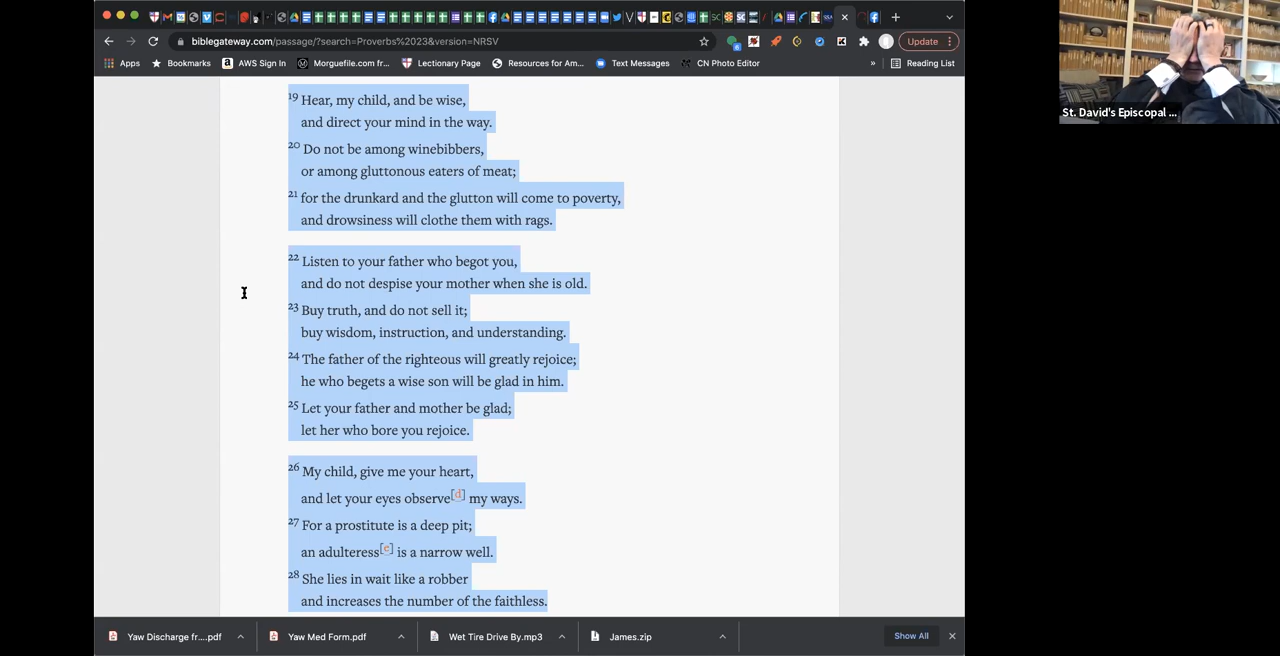 biblegateway.com/passage/?search=Proverbs%2023&version=NRSV
Update
Apps
Bookmarks
AWS Sign In
Morguefile.com fr...
Lectionary Page
Resources for Am...
Text Messages
CN Photo Editor
»
Reading List
19 Hear, my child, and be wise,
and direct your mind in the way.
20 Do not be among winebibbers,
or among gluttonous eaters of meat;
21 for the drunkard and the glutton will come to poverty,
and drowsiness will clothe them with rags.
22 Listen to your father who begot you,
and do not despise your mother when she is old.
23 Buy truth, and do not sell it;
buy wisdom, instruction, and understanding.
24 The father of the righteous will greatly rejoice;
he who begets a wise son will be glad in him.
25 Let your father and mother be glad;
let her who bore you rejoice.
26 My child, give me your heart,
and let your eyes observe[d] my ways.
27 For a prostitute is a deep pit;
an adulteress[e] is a narrow well.
28 She lies in wait like a robber
and increases the number of the faithless.
Yaw Discharge fr....pdf
Yaw Med Form.pdf
Wet Tire Drive By.mp3
James.zip
Show All
St. David's Episcopal ...